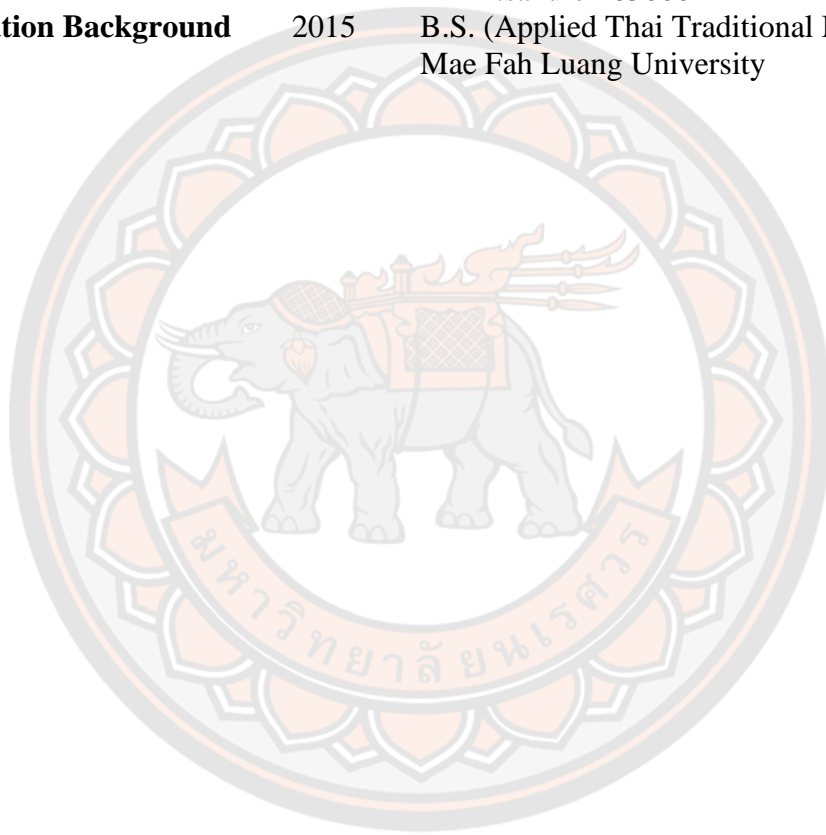 Background 2015 B.S. (Applied Thai Traditional
Mae Fah Luang University
มหาวิทยาลัยนเรศวร